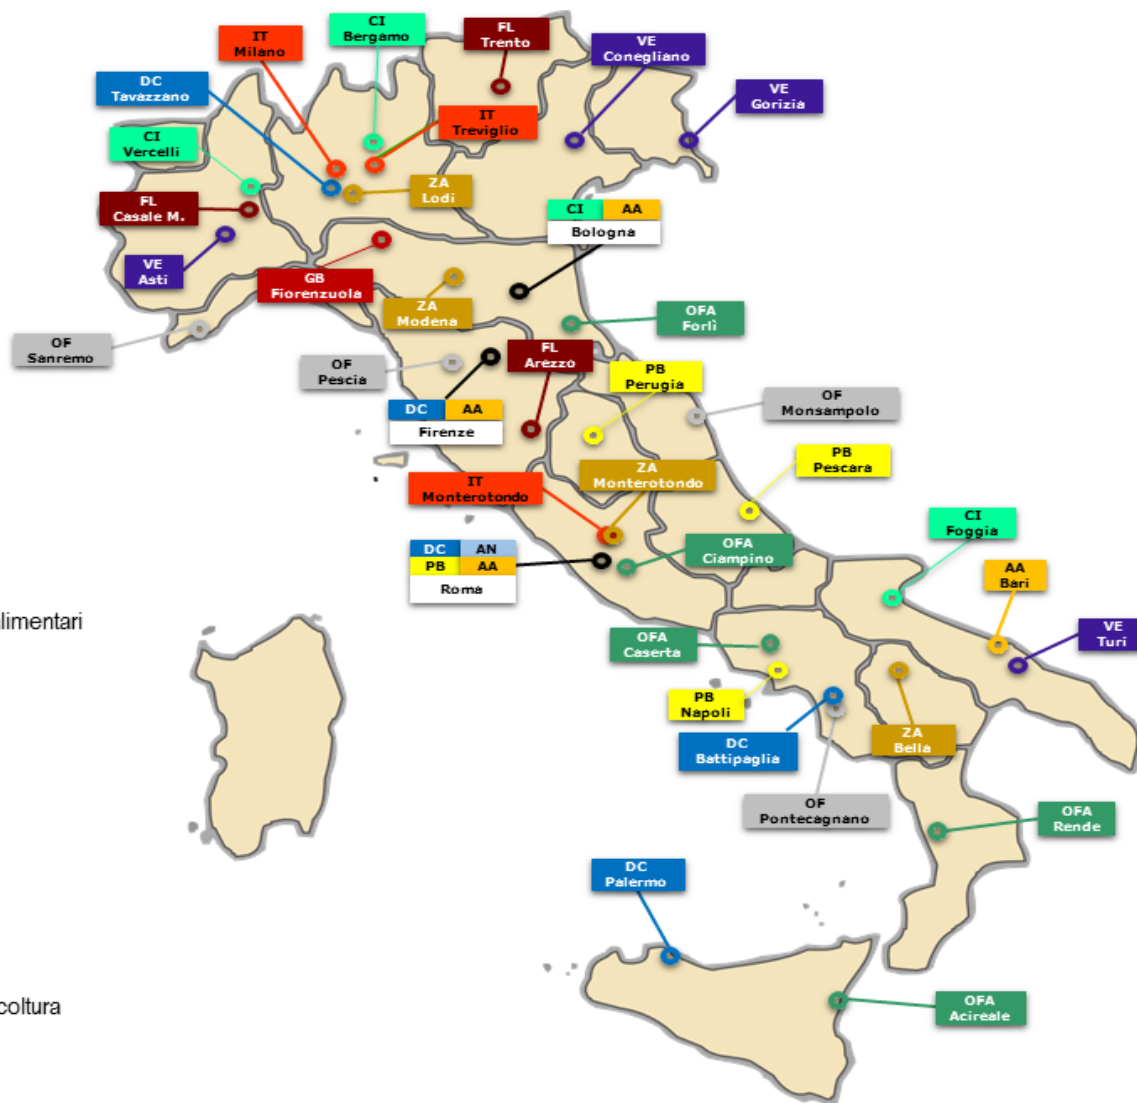 CI
Bergamo
FL
Trento
IT
Milano
VE
Conegliano
DC
Tavazzano
VE
Gorizia
IT
Treviglio
CI
Vercelli
ZA
Lodi
FL
Casale M.
CI AA
Bologna
VE
Asti
GB
Fiorenzuola
ZA
Modena
OFA
Forlì
OF
Sanremo
OF
Pescia
FL
Arezzo
PB
Perugia
OF
Monsampolo
DC AA
Firenze
PB
Pescara
ZA
Monterotondo
IT
Monterotondo
CI
Foggia
DC AN
PB AA
Roma
OFA
Ciampino
AA
Bari
limentari
VE
Turi
OFA
Caserta
PB
Napoli
ZA
Bella
DC
Battipaglia
OF
Pontecagnano
OFA
Rende
DC
Palermo
coltura
OFA
Acireale